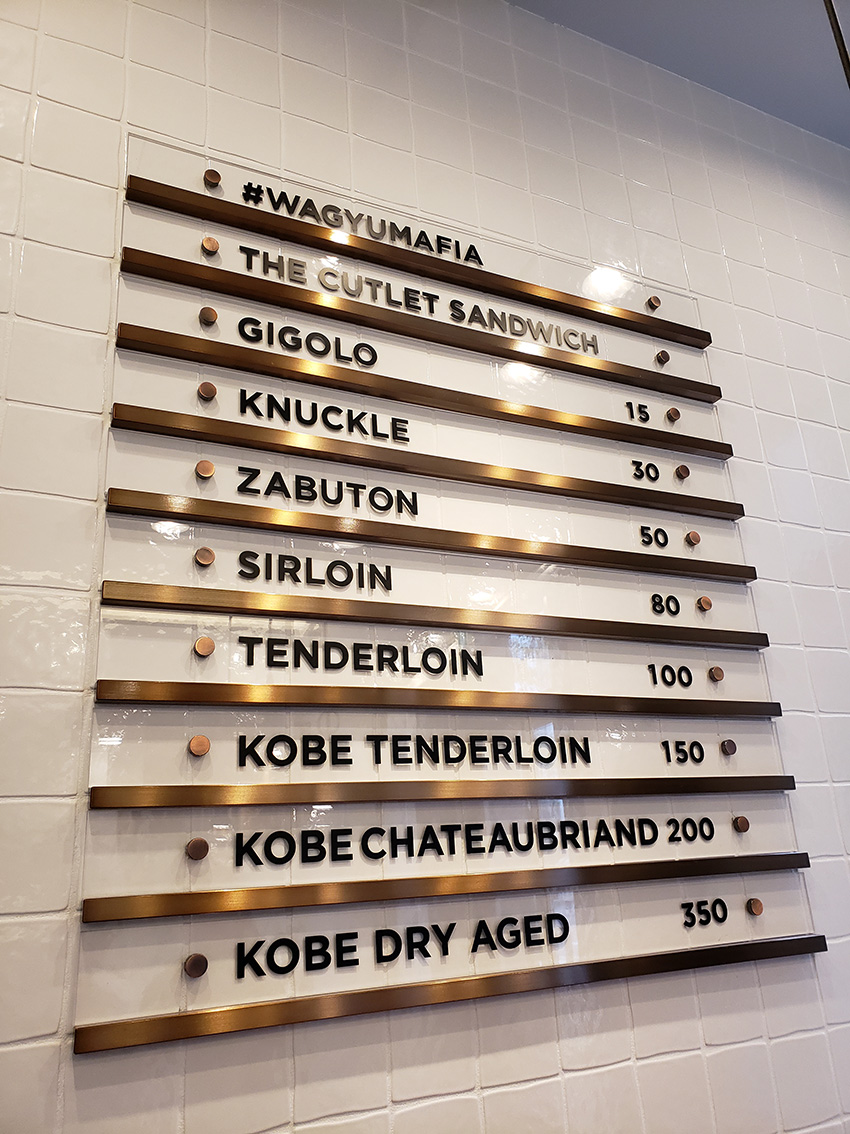 #WAGYUMAFIA
THE CUTLET SANDWICH
GIGOLO 15
KNUCKLE 30
ZABUTON 50
SIRLOIN 80
TENDERLOIN 100
KOBE TENDERLOIN 150
KOBE CHATEAUBRIAND 200
KOBE DRY AGED 350